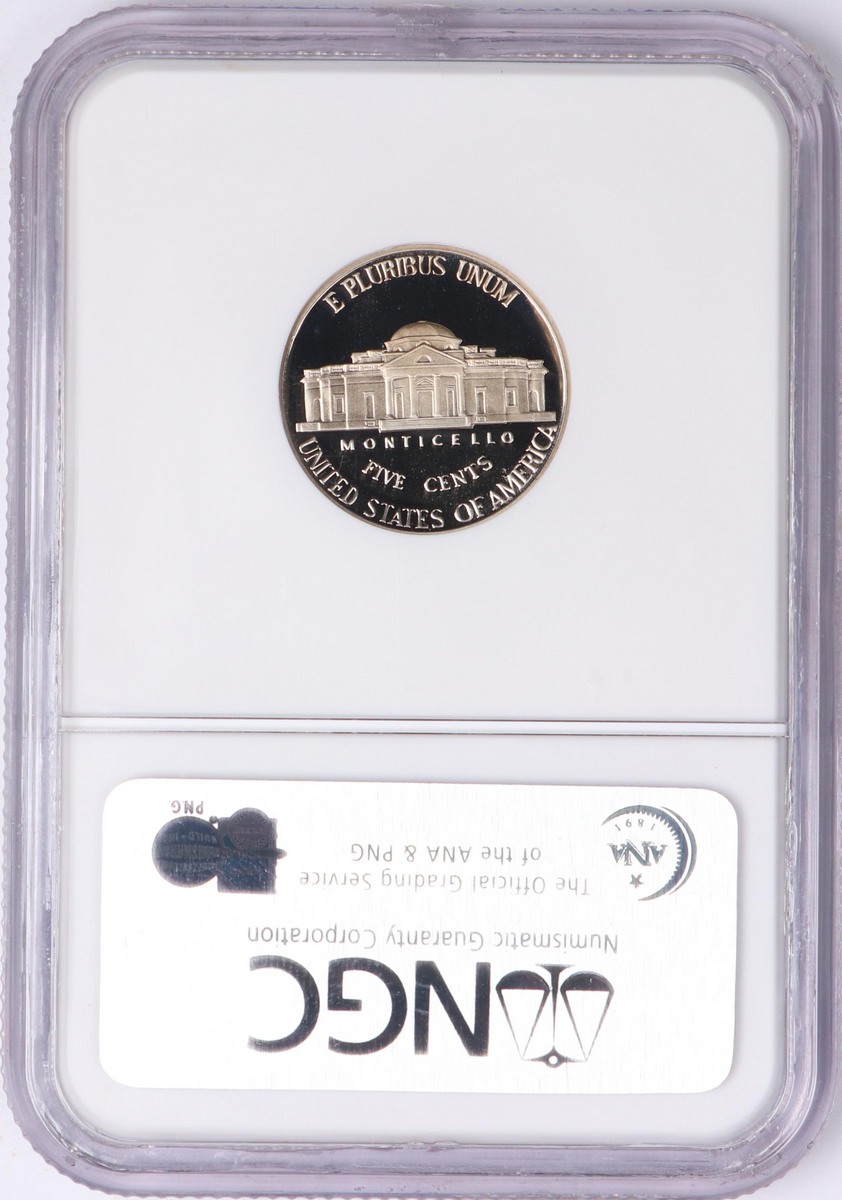 E PLURIBUS UNUM
MONTICELLO
FIVE CENTS
UNITED STATES OF AMERICA
NGC
Numismatic Guaranty Corporation
The Official Grading Service
of the ANA & PNG
ANA
1891
PNG